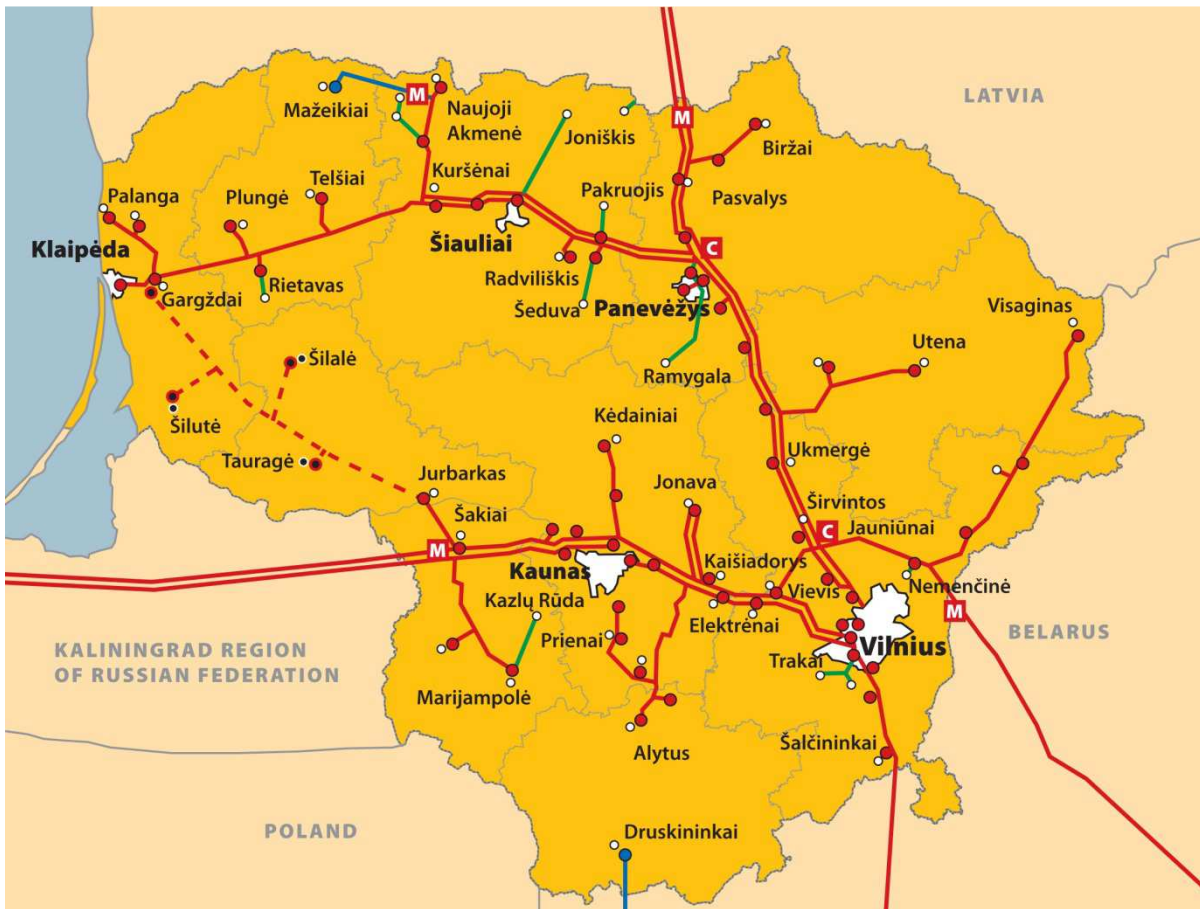 LATVIA
M
Mažeikiai
Naujoji
Akmenė
Joniškis
M
Biržai
Kuršėnai
Palanga
Plungė
Telšiai
Pakruojis
Pasvalys
Klaipėda
Šiauliai
C
Gargždai
Rietavas
Radviliškis
Šeduva
Panevėžys
Visaginas
Šilalė
Ramygala
Utena
Šilutė
Kėdainiai
Tauragė
Jurbarkas
Jonava
Ukmergė
Šakiai
Širvintos
M
C
Jauniūnai
Kaunas
Kaišiadorys
Kazlų Rūda
Vievis
Nemenčinė
Prienai
Elektrėnai
M
BELARUS
KALININGRAD REGION
OF RUSSIAN FEDERATION
Vilnius
Trakai
Marijampolė
Alytus
Šalčininkai
POLAND
Druskininkai